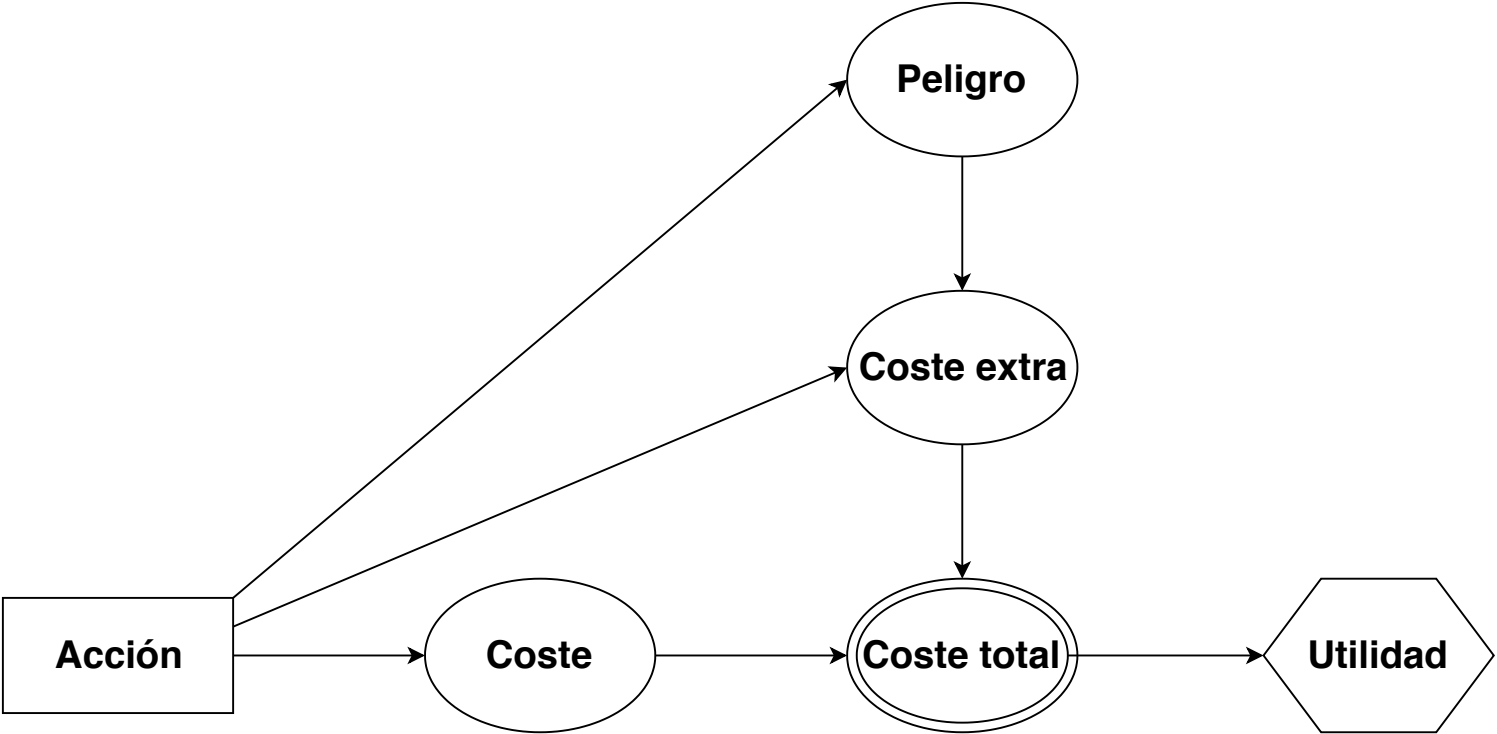 Peligro
Coste extra
Acción
Coste
Coste total
Utilidad